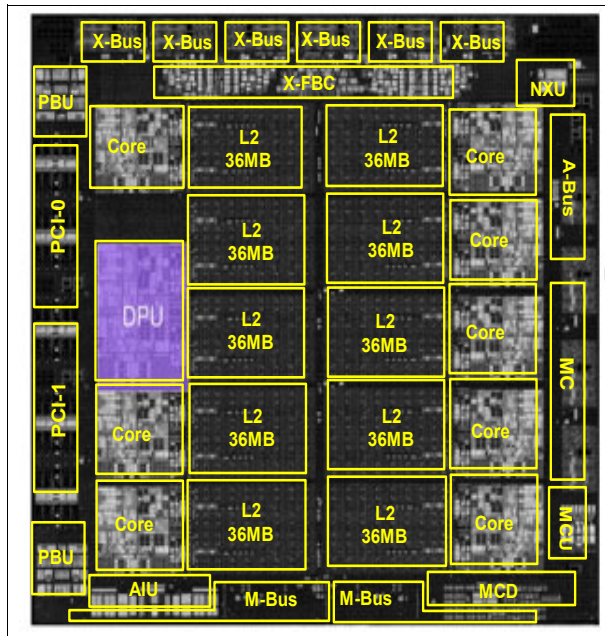 X-Bus X-Bus X-Bus X-Bus X-Bus X-Bus
X-FBC
PBU
NXU
Core
L2
36MB
L2
36MB
Core
A-Bus
PCI-0
L2
36MB
L2
36MB
Core
DPU
L2
36MB
L2
36MB
Core
MC
PCI-1
Core
L2
36MB
L2
36MB
Core
Core
L2
36MB
L2
36MB
Core
MCU
PBU
AIU
M-Bus
M-Bus
MCD